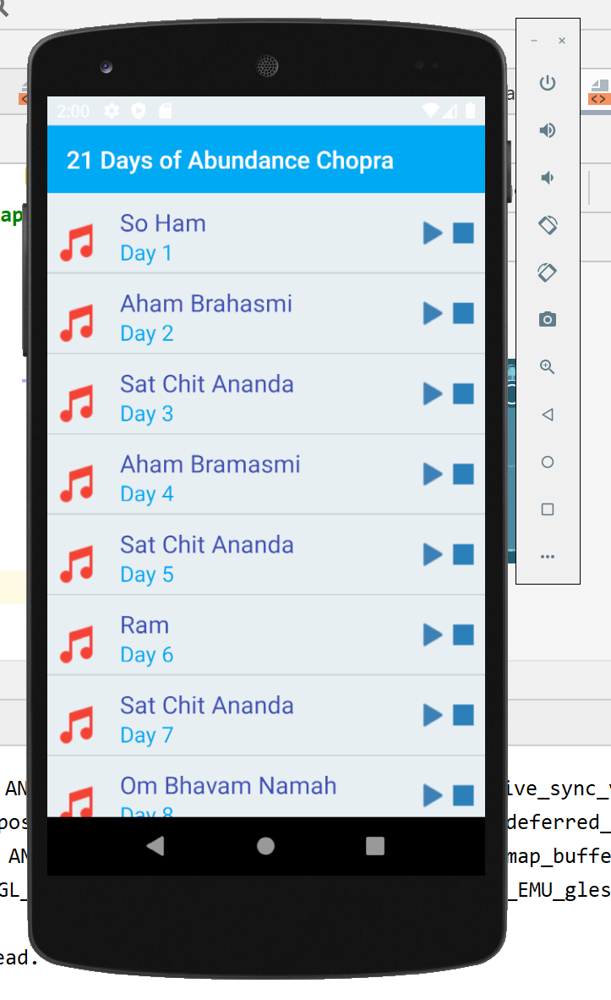 2:00
21 Days of Abundance Chopra
So Ham
Day 1
Aham Brahasmi
Day 2
Sat Chit Ananda
Day 3
Aham Bramasmi
Day 4
Sat Chit Ananda
Day 5
Ram
Day 6
Sat Chit Ananda
Day 7
Om Bhavam Namah
Day 8
ap
a
<>
AN
ive_sync_
pos
deferred_
AN
map_buffe
GL_
_EMU_gles
ead.